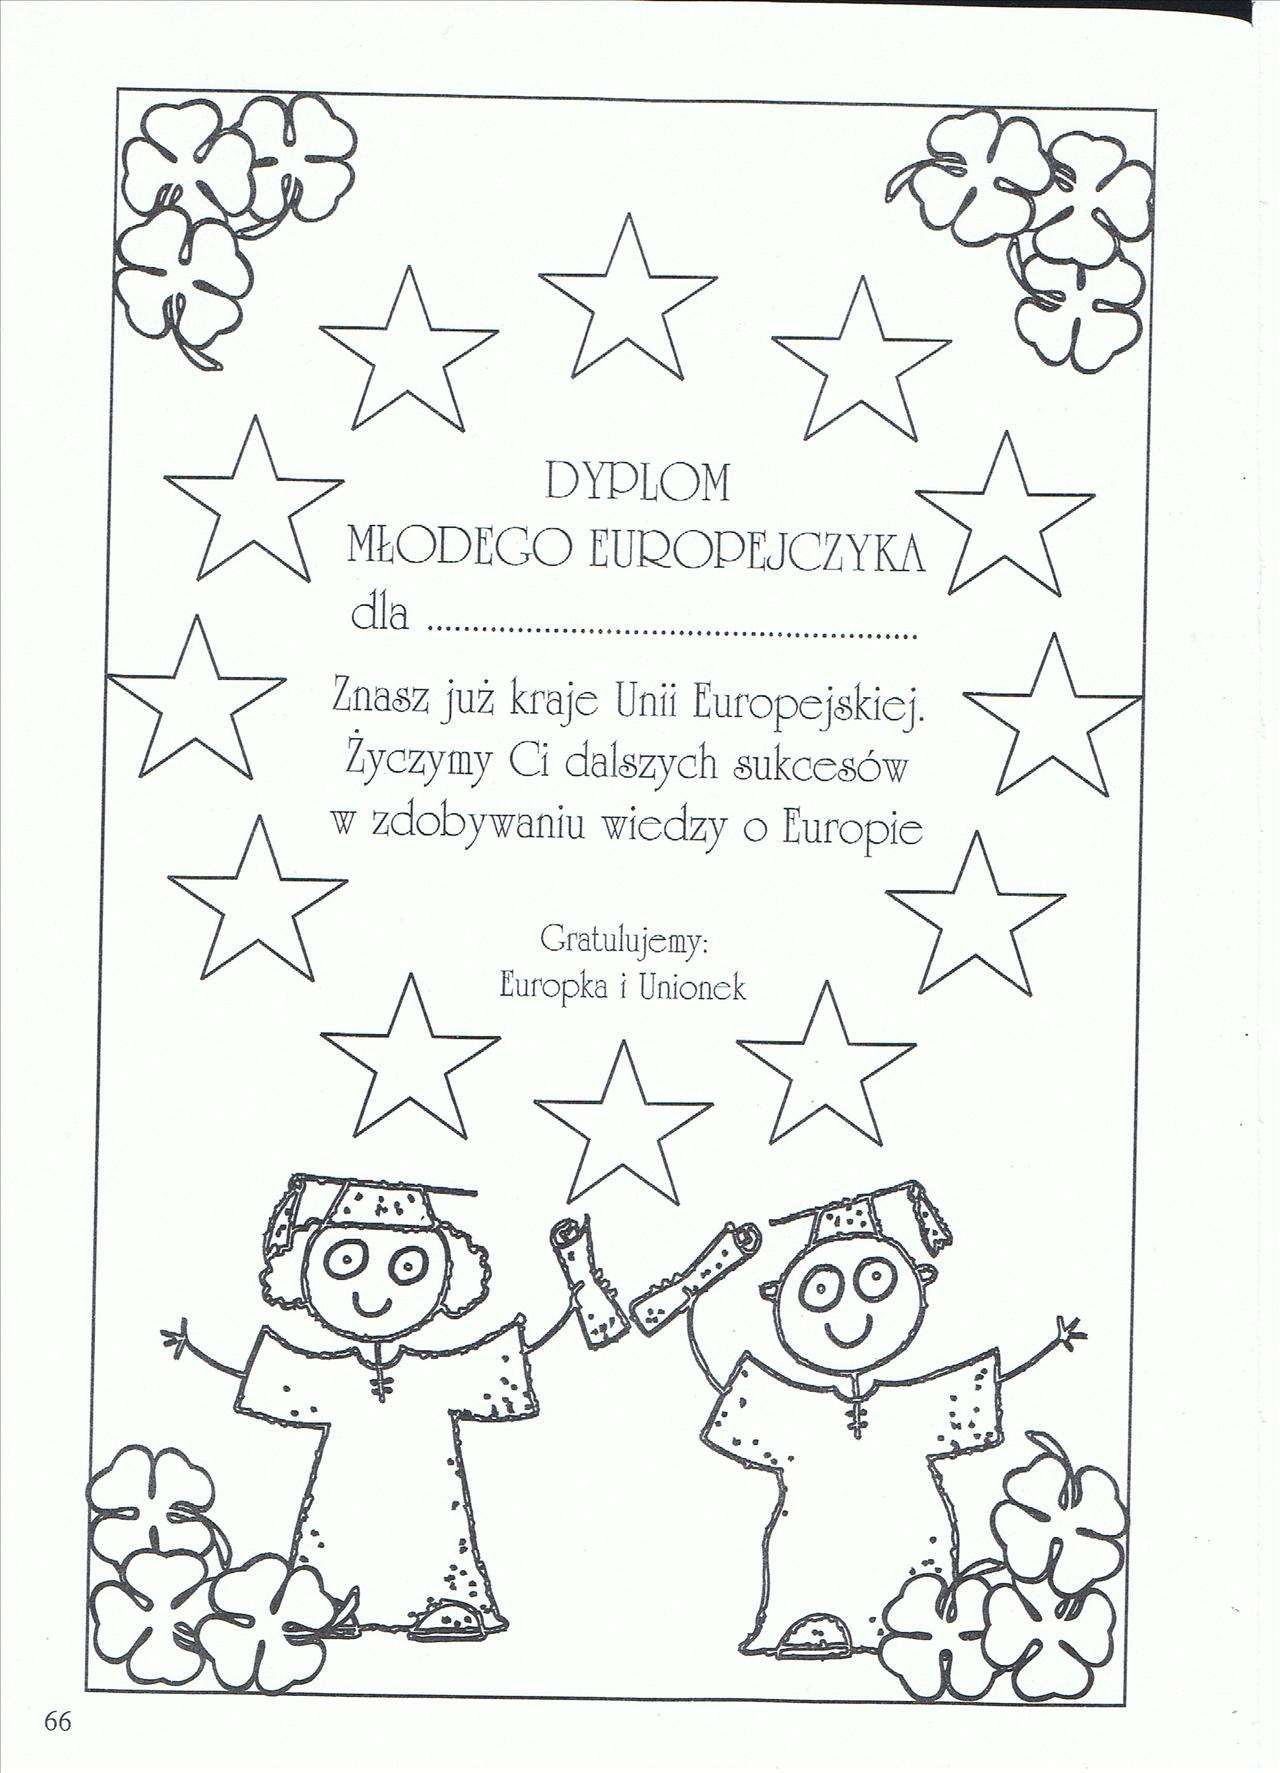 DYPLOM
MŁODEGO EUROPEJCZYKA
dla ......................................................
Znasz już kraje Unii Europejskiej.
Życzymy Ci dalszych sukcesów
w zdobywaniu wiedzy o Europie
Gratulujemy:
Europka i Unionek
66